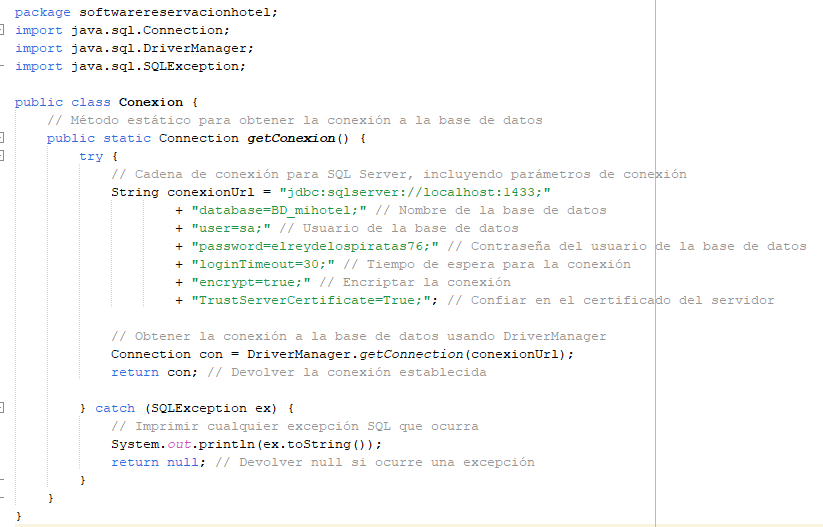 package softwarereservacionhotel;
import java.sql.Connection;
import java.sql.DriverManager;
import java.sql.SQLException;
public class Conexion {
// Método estático para obtener la conexión a la base de datos
public static Connection getConexion() {
try {
// Cadena de conexión para SQL Server, incluyendo parámetros de conexión
String conexionUrl = "jdbc:sqlserver://localhost:1433;"
+ "database=BD_mihotel;" // Nombre de la base de datos
+ "user=sa;" // Usuario de la base de datos
+ "password=elreydelospiratas76;" // Contraseña del usuario de la base de datos
+ "loginTimeout=30;" // Tiempo de espera para la conexión
+ "encrypt=true;" // Encriptar la conexión
+ "TrustServerCertificate=True;"; // Confiar en el certificado del servidor
// Obtener la conexión a la base de datos usando DriverManager
Connection con = DriverManager.getConnection(conexionUrl);
return con; // Devolver la conexión establecida
} catch (SQLException ex) {
// Imprimir cualquier excepción SQL que ocurra
System.out.println(ex.toString());
return null; // Devolver null si ocurre una excepción
}
}
}